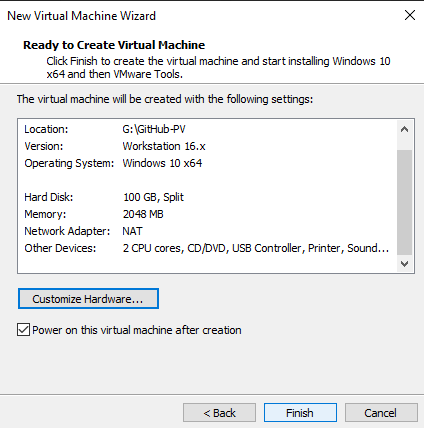 New Virtual Machine Wizard
Ready to Create Virtual Machine
Click Finish to create the virtual machine and start installing Windows 10
x64 and then VMware Tools.
The virtual machine will be created with the following settings:
Location: G:\GitHub-PV
Version: Workstation 16.x
Operating System: Windows 10 x64
Hard Disk: 100 GB, Split
Memory: 2048 MB
Network Adapter: NAT
Other Devices: 2 CPU cores, CD/DVD, USB Controller, Printer, Sound...
Customize Hardware...
Power on this virtual machine after creation
< Back Finish Cancel